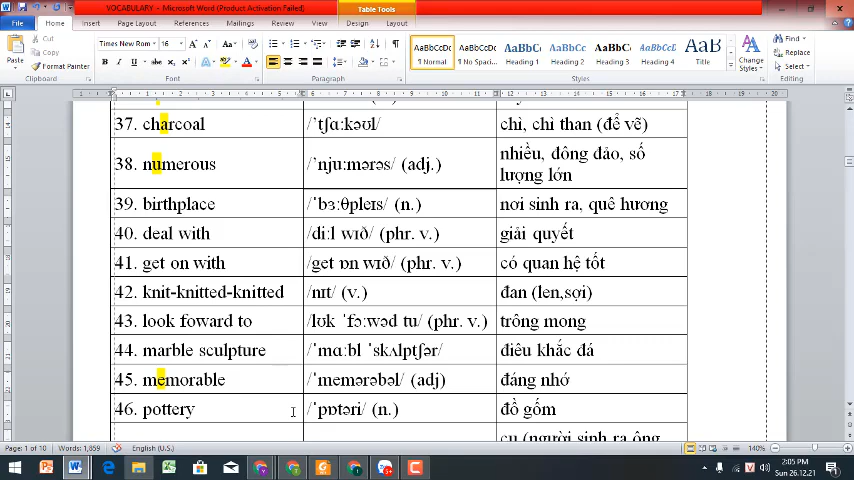 VOCABULARY - Microsoft Word (Product Activation Failed)
Table Tools
File Home Insert Page Layout References Mailings Review View Design Layout
Cut
Copy
Paste
Format Painter
Clipboard
Times New Rom 16
Font
Paragraph
AaBbCcDc AaBbCcDc AaBbC AaBbCc AaBbCc AaBbCcI AaB
¶ Normal ¶ No Spaci... Heading 1 Heading 2 Heading 3 Heading 4 Title
Change Styles
Styles
Find
Replace
Select
Editing
37. charcoal /ˈtʃɑːkəʊl/ chì, chì than (để vẽ)
38. numerous /ˈnjuːmərəs/ (adj.) nhiều, đông đảo, số
lượng lớn
39. birthplace /ˈbɜːθpleɪs/ (n.) nơi sinh ra, quê hương
40. deal with /diːl wɪð/ (phr. v.) giải quyết
41. get on with /get ɒn wɪð/ (phr. v.) có quan hệ tốt
42. knit-knitted-knitted /nɪt/ (v.) đan (len,sợi)
43. look foward to /lʊk ˈfɔːwəd tu/ (phr. v.) trông mong
44. marble sculpture /ˈmɑːbl ˈskʌlptʃər/ điêu khắc đá
45. memorable /ˈmemərəbəl/ (adj) đáng nhớ
46. pottery /ˈpɒtəri/ (n.) đồ gốm
cụ (người sinh ra ông
Page: 1 of 10 Words: 1,859 English (U.S.) 140%
2:05 PM
Sun 26.12.21